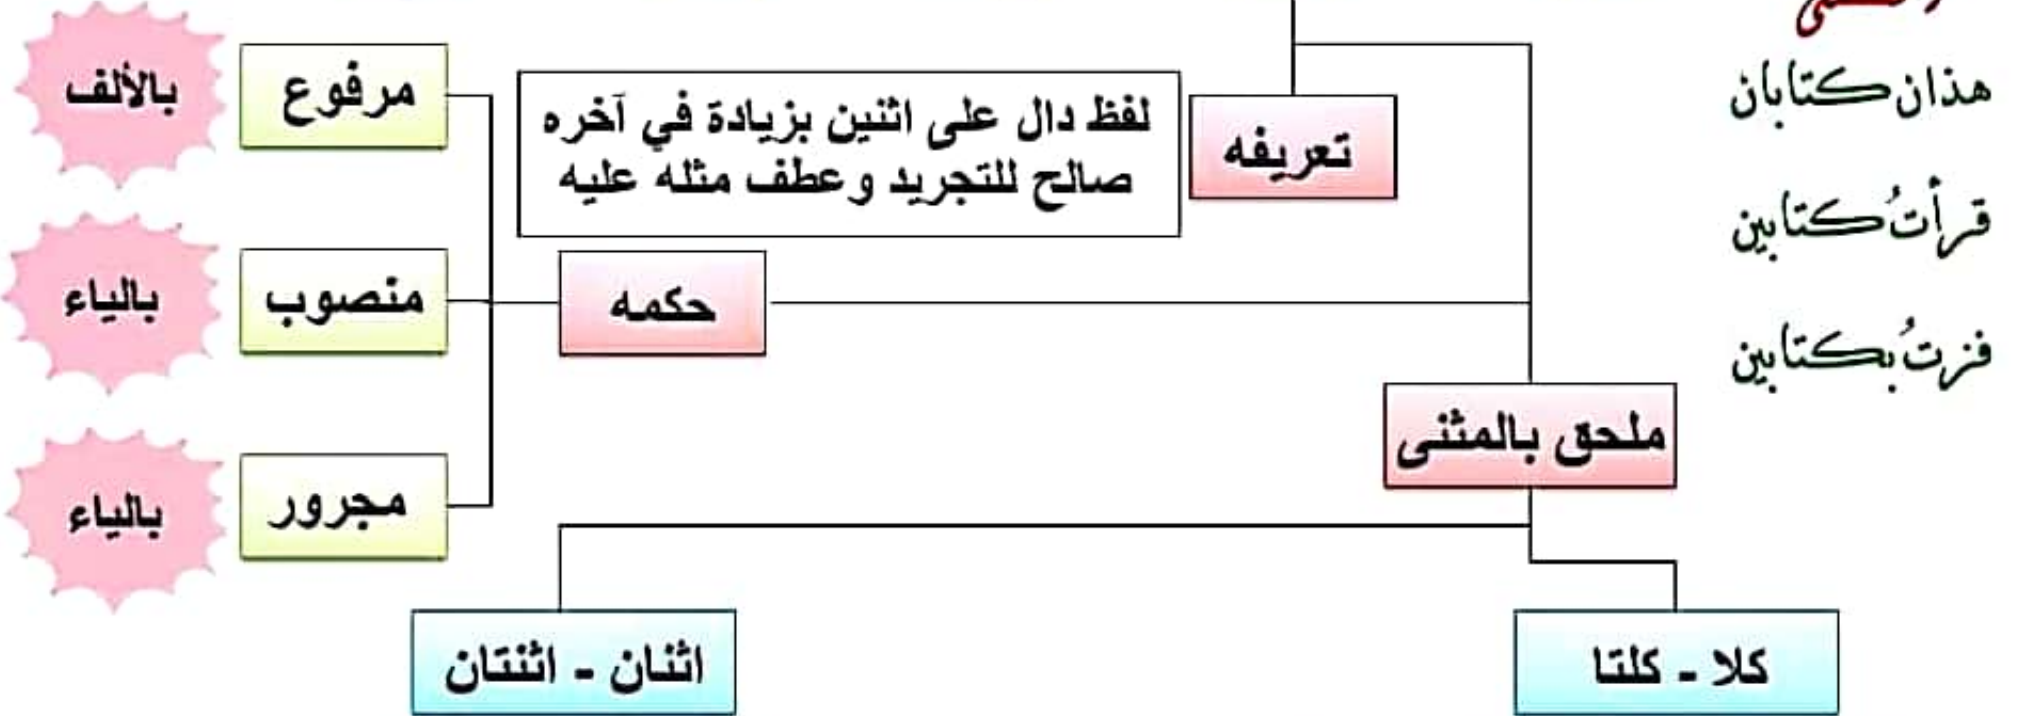 هذان كتابان
قرأتُ كتابين
فزتُ بكتابين
تعريفه
لفظ دال على اثنين بزيادة في آخره
صالح للتجريد وعطف مثله عليه
حكمه
مرفوع
بالألف
منصوب
بالياء
مجرور
بالياء
ملحق بالمثنى
كلا - كلتا
اثنان - اثنتان